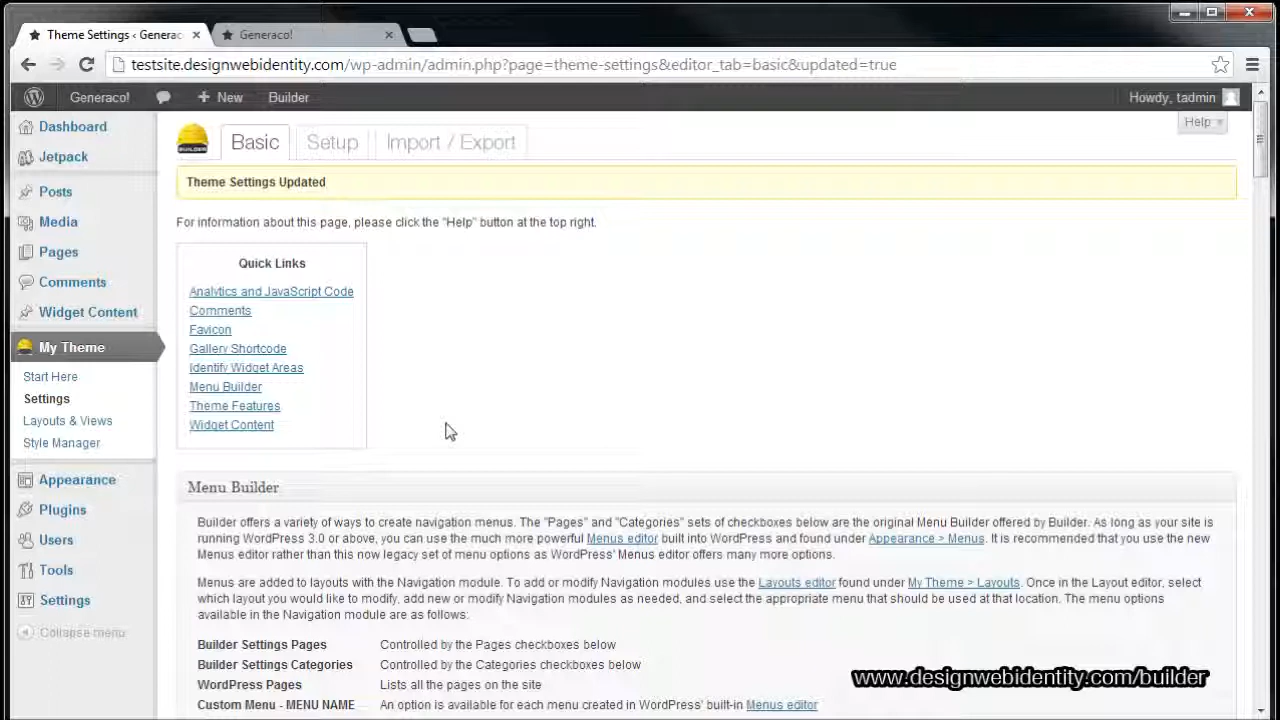 Theme Settings ‹ Generac
Generaco!
testsite.designwebidentity.com/wp-admin/admin.php?page=theme-settings&editor_tab=basic&updated=true
Generaco!
New
Builder
Howdy, tadmin
Help
Dashboard
Jetpack
Posts
Media
Pages
Comments
Widget Content
My Theme
Start Here
Settings
Layouts & Views
Style Manager
Appearance
Plugins
Users
Tools
Settings
Collapse menu
BUILDER
Basic
Setup
Import / Export
Theme Settings Updated
For information about this page, please click the "Help" button at the top right.
Quick Links
Analytics and JavaScript Code
Comments
Favicon
Gallery Shortcode
Identify Widget Areas
Menu Builder
Theme Features
Widget Content
Menu Builder
Builder offers a variety of ways to create navigation menus. The "Pages" and "Categories" sets of checkboxes below are the original Menu Builder offered by Builder. As long as your site is
running WordPress 3.0 or above, you can use the much more powerful Menus editor built into WordPress and found under Appearance > Menus. It is recommended that you use the new
Menus editor rather than this now legacy set of menu options as WordPress' Menus editor offers many more options.
Menus are added to layouts with the Navigation module. To add or modify Navigation modules use the Layouts editor found under My Theme > Layouts. Once in the Layout editor, select
which layout you would like to modify, add new or modify Navigation modules as needed, and select the appropriate menu that should be used at that location. The menu options
available in the Navigation module are as follows:
Builder Settings Pages Controlled by the Pages checkboxes below
Builder Settings Categories Controlled by the Categories checkboxes below
WordPress Pages Lists all the pages on the site
Custom Menu - MENU NAME An option is available for each menu created in WordPress' built-in Menus editor
www.designwebidentity.com/builder